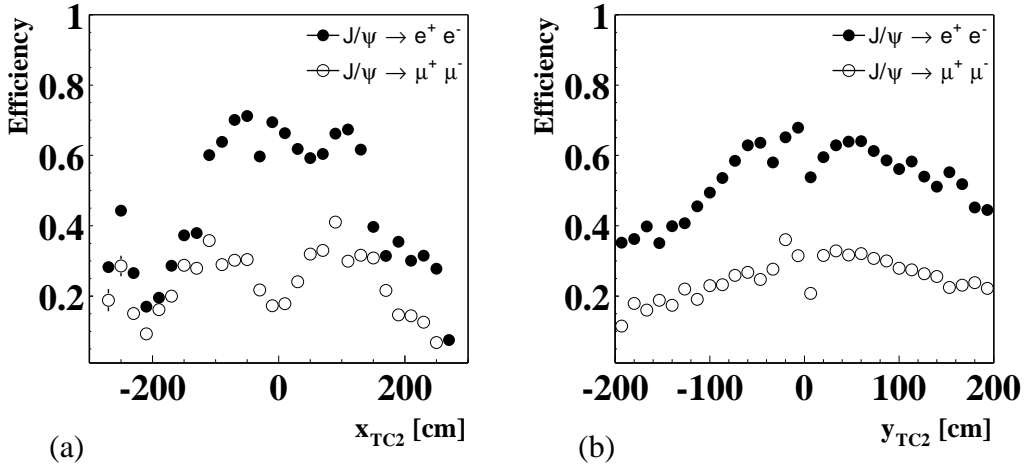 Efficiency
1
0.8
0.6
0.4
0.2
J/ψ → e⁺ e⁻
J/ψ → μ⁺ μ⁻
-200 0 200
x_TC2 [cm]
(a)
Efficiency
1
0.8
0.6
0.4
0.2
J/ψ → e⁺ e⁻
J/ψ → μ⁺ μ⁻
-200 -100 0 100 200
y_TC2 [cm]
(b)